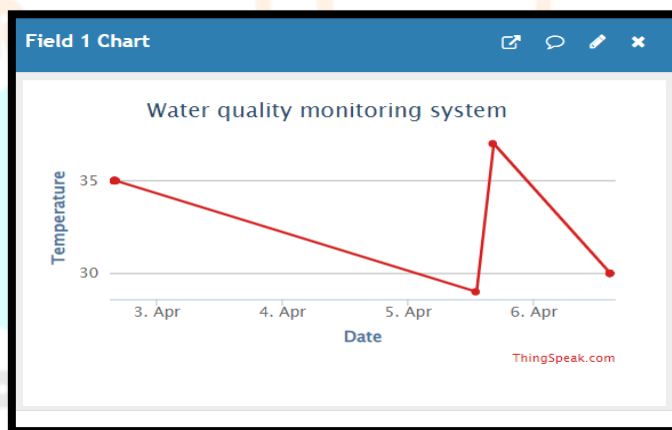 Field 1 Chart
Water quality monitoring system
Temperature
35
30
3. Apr 4. Apr 5. Apr 6. Apr
Date
ThingSpeak.com